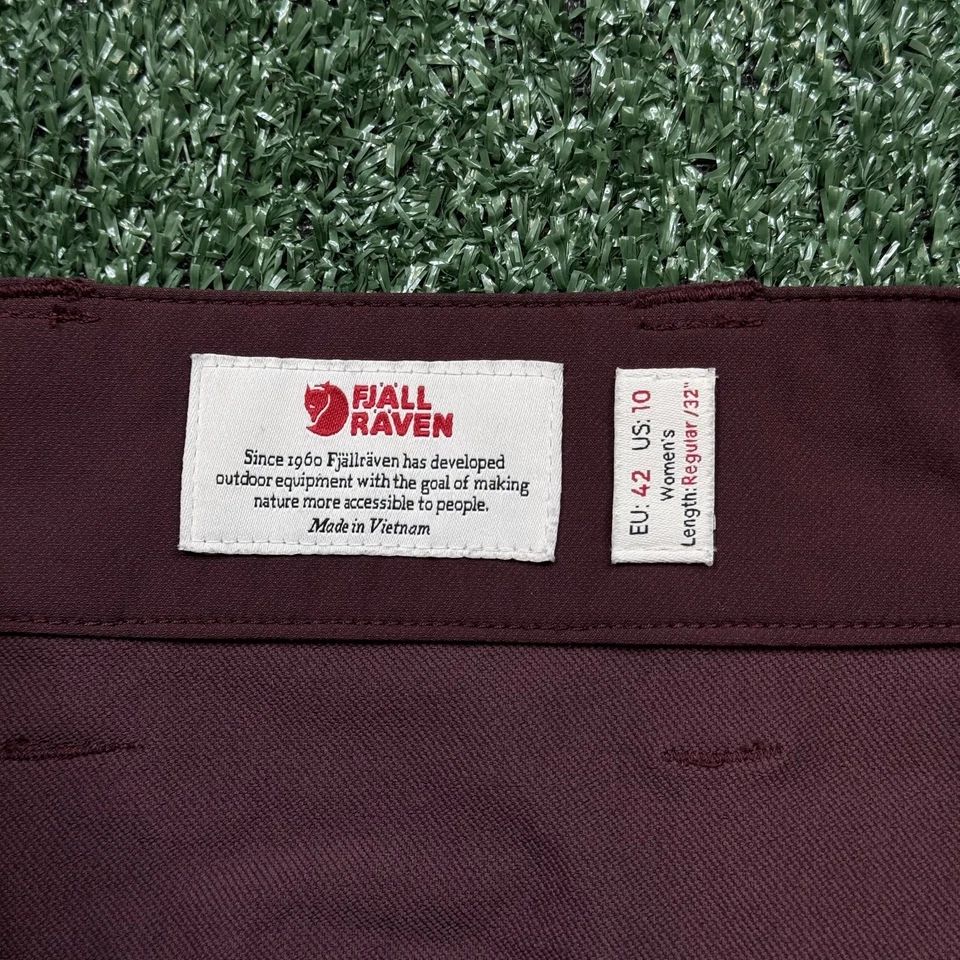 FJÄLL
RÄVEN
Since 1960 Fjällräven has developed
outdoor equipment with the goal of making
nature more accessible to people.
Made in Vietnam
EU: 42 US: 10
Women's
Length: Regular /32"